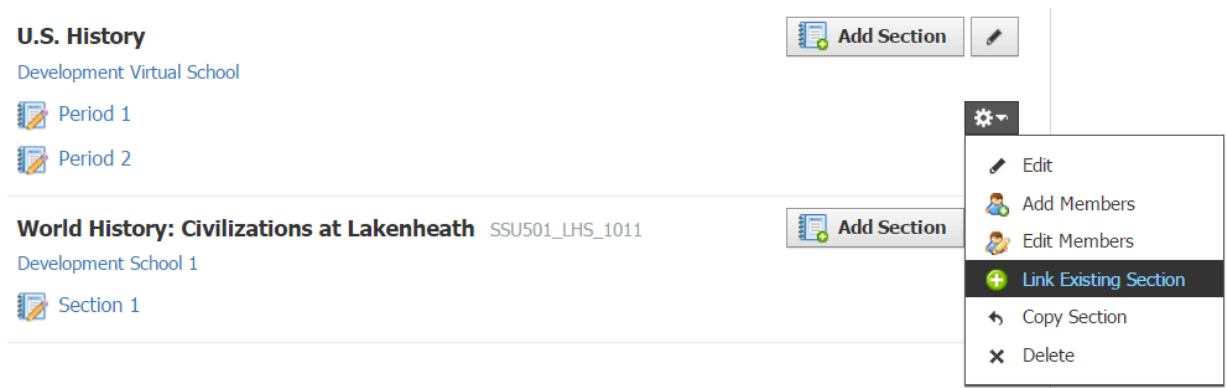 U.S. History
Add Section
Development Virtual School
Period 1
Period 2
Edit
Add Members
Edit Members
Link Existing Section
Copy Section
Delete
World History: Civilizations at Lakenheath SSU501_LHS_1011
Add Section
Development School 1
Section 1